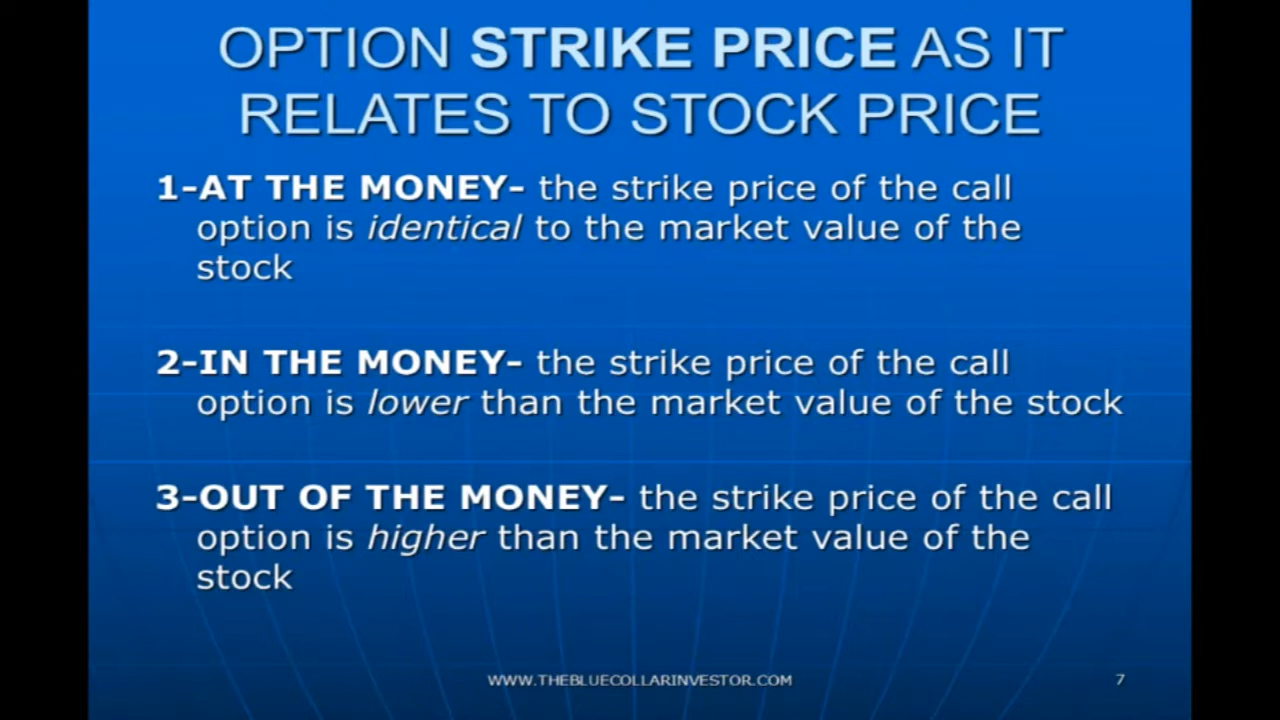 OPTION STRIKE PRICE AS IT
RELATES TO STOCK PRICE
1-AT THE MONEY- the strike price of the call
option is identical to the market value of the
stock
2-IN THE MONEY- the strike price of the call
option is lower than the market value of the stock
3-OUT OF THE MONEY- the strike price of the call
option is higher than the market value of the
stock
WWW.THEBLUECOLLARINVESTOR.COM
7